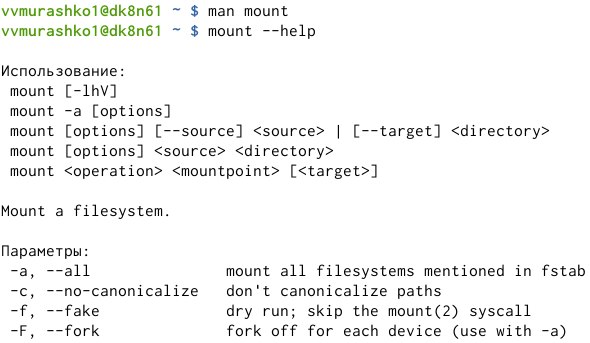 vvmurashko1@dk8n61 ~ $ man mount
vvmurashko1@dk8n61 ~ $ mount --help
Использование:
mount [-lhV]
mount -a [options]
mount [options] [--source] <source> | [--target] <directory>
mount [options] <source> <directory>
mount <operation> <mountpoint> [<target>]
Mount a filesystem.
Параметры:
-a, --all mount all filesystems mentioned in fstab
-c, --no-canonicalize don't canonicalize paths
-f, --fake dry run; skip the mount(2) syscall
-F, --fork fork off for each device (use with -a)